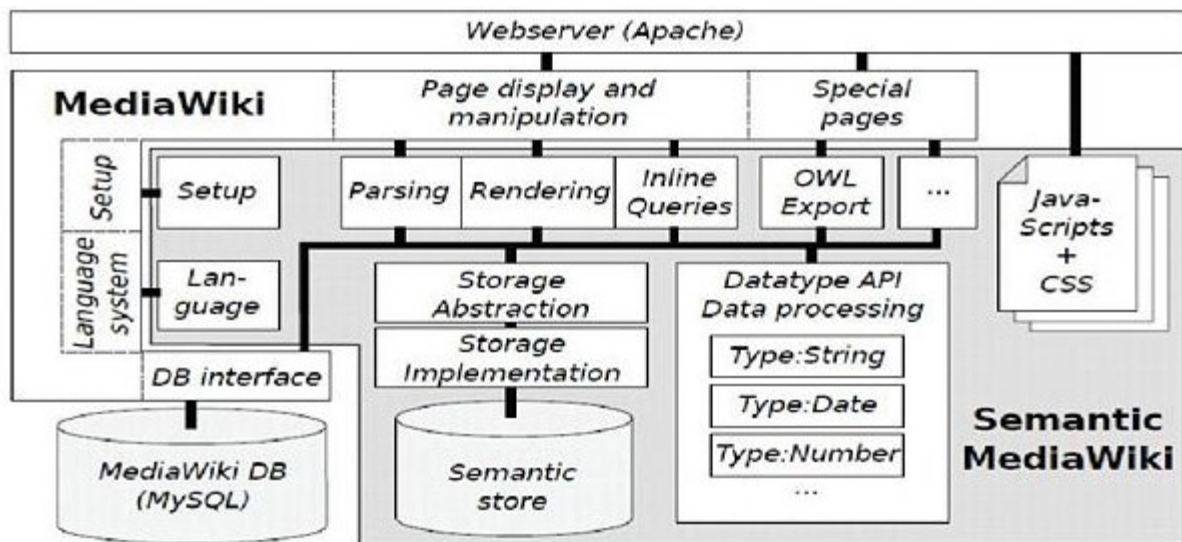 Webserver (Apache)
MediaWiki
Page display and
manipulation
Special
pages
Setup
Language
system
Setup
Parsing
Rendering
Inline
Queries
OWL
Export
...
Java-
Scripts
+
CSS
Lan-
guage
Storage
Abstraction
Storage
Implementation
Datatype API
Data processing
Type:String
Type:Date
Type:Number
...
DB interface
MediaWiki DB
(MySQL)
Semantic
store
Semantic
MediaWiki